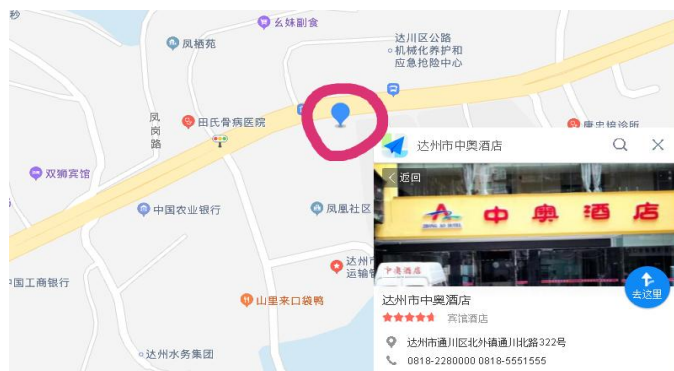 秒
幺妹副食
凤栖苑
达川区公路
机械化养护和
应急抢险中心
凤岗路
田氏骨病医院
唐忠培诊所
达州市中奥酒店
双狮宾馆
返回
中国农业银行
凤凰社区
中奥酒店
中奥酒店
达州市
运输管
中国工商银行
去这里
山里来口袋鸭
达州市中奥酒店
宾馆酒店
达州市通川区北外镇通川北路322号
达州水务集团
0818-2280000 0818-5551555